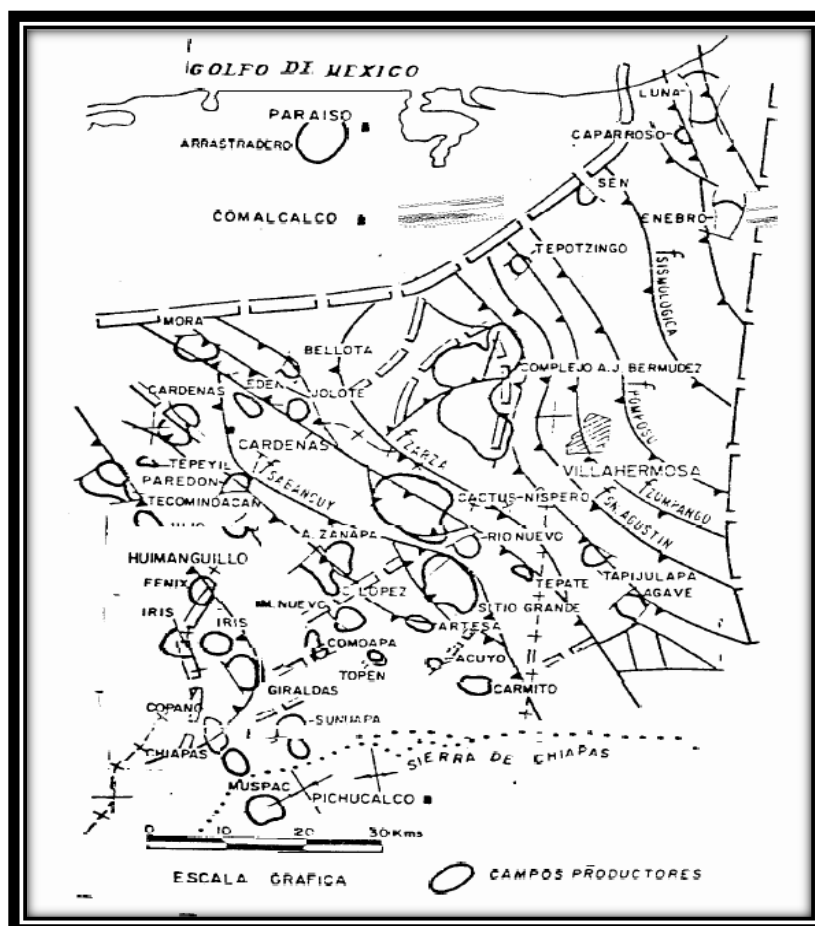 GOLFO DE MEXICO
LUNA
PARAISO
ARRASTRADERO
CAPARROSO
SEN
COMALCALCO
ENEBRO
TEPOTZINGO
f SISMOLOGICA
MORA
BELLOTA
COMPLEJO A.J. BERMUDEZ
CARDENAS
EDEN
JOLOTE
f POMPOSU
f ZARZA
CARDENAS
VILLAHERMOSA
TEPEYIL
PAREDON
f SABANCUY
CACTUS-NISPERO
f ZUMPANGO
TECOMINDACAN
f SN. AGUSTIN
A. ZANAPA
RIO NUEVO
HUIMANGUILLO
FENIX
C. LOPEZ
TEPATE
TAPIJULAPA
AGAVE
IRIS
IRIS
M. NUEVO
SITIO GRANDE
ARTESA
COMOAPA
TOPEN
ACUYO
GIRALDAS
CARMITO
COPANO
SUNUAPA
CHIAPAS
SIERRA DE CHIAPAS
MUSPAC
PICHUCALCO
0 10 20 30 Kms
ESCALA GRAFICA
CAMPOS PRODUCTORES